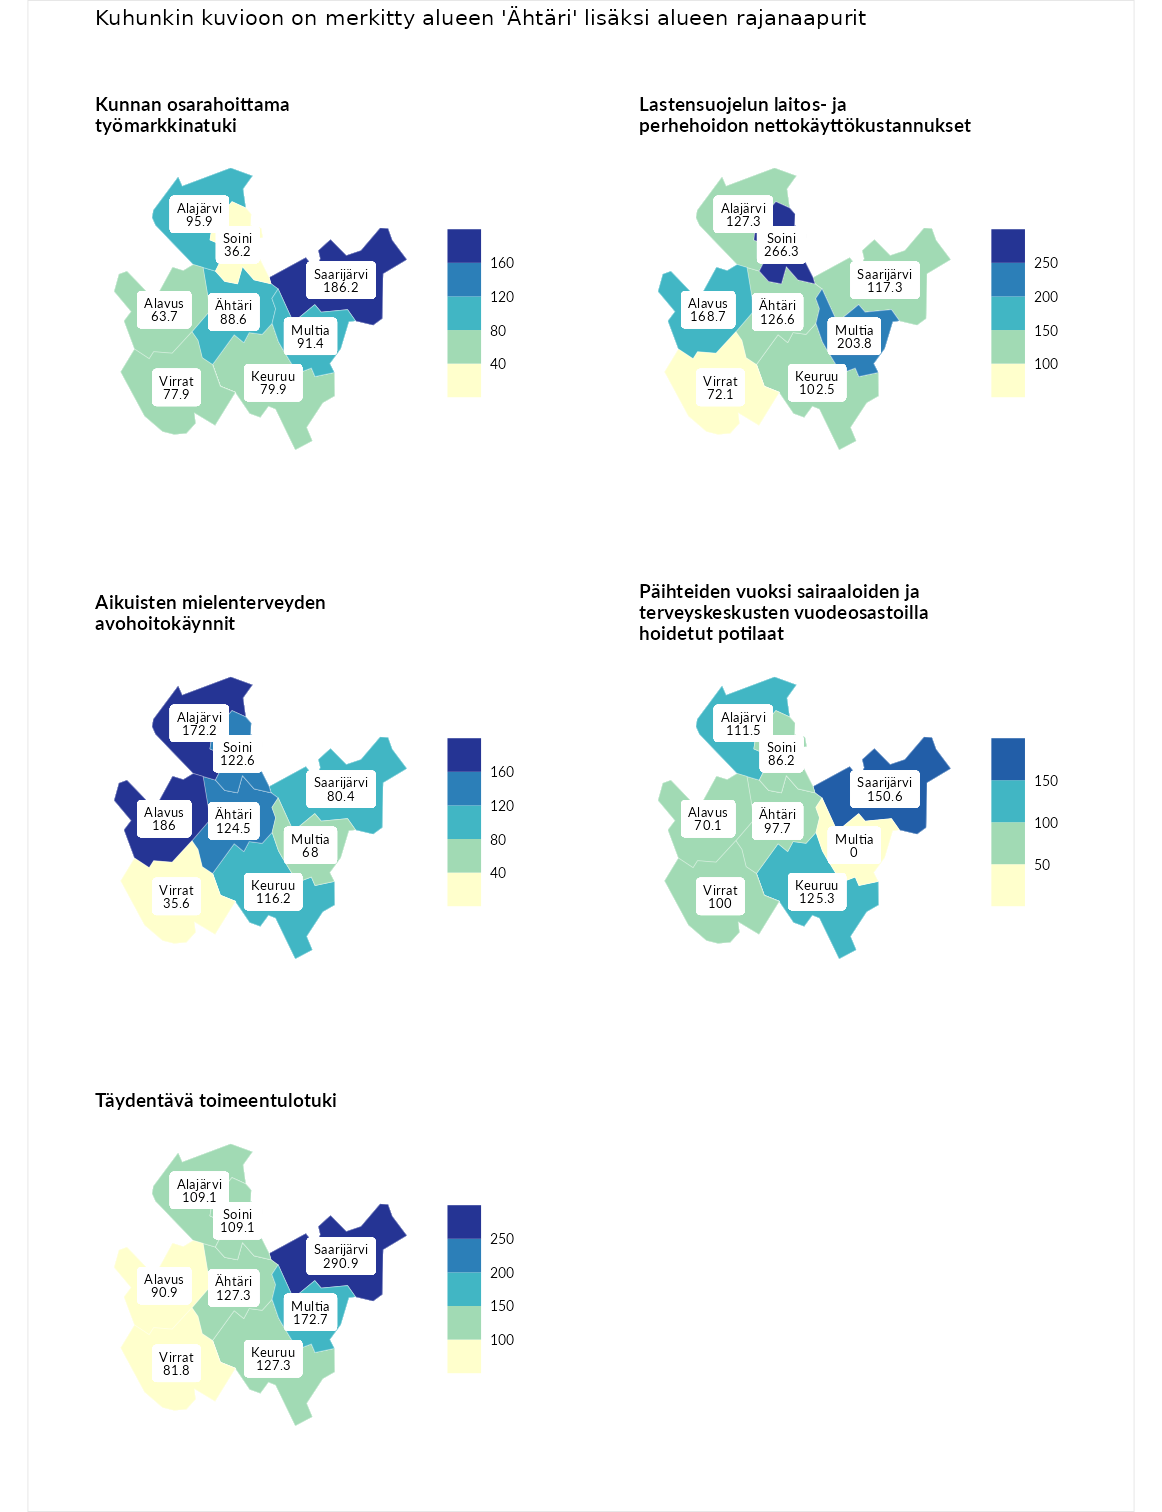 Kuhunkin kuvioon on merkitty alueen 'Ähtäri' lisäksi alueen rajanaapurit
Kunnan osarahoittama
työmarkkinatuki
Alajärvi
95.9
Soini
36.2
Saarijärvi
186.2
Alavus
63.7
Ähtäri
88.6
Multia
91.4
Virrat
77.9
Keuruu
79.9
160
120
80
40
Lastensuojelun laitos- ja
perhehoidon nettokäyttökustannukset
Alajärvi
127.3
Soini
266.3
Saarijärvi
117.3
Alavus
168.7
Ähtäri
126.6
Multia
203.8
Virrat
72.1
Keuruu
102.5
250
200
150
100
Aikuisten mielenterveyden
avohoitokäynnit
Alajärvi
172.2
Soini
122.6
Saarijärvi
80.4
Alavus
186
Ähtäri
124.5
Multia
68
Virrat
35.6
Keuruu
116.2
160
120
80
40
Päihteiden vuoksi sairaaloiden ja
terveyskeskusten vuodeosastoilla
hoidetut potilaat
Alajärvi
111.5
Soini
86.2
Saarijärvi
150.6
Alavus
70.1
Ähtäri
97.7
Multia
0
Virrat
100
Keuruu
125.3
150
100
50
Täydentävä toimeentulotuki
Alajärvi
109.1
Soini
109.1
Saarijärvi
290.9
Alavus
90.9
Ähtäri
127.3
Multia
172.7
Virrat
81.8
Keuruu
127.3
250
200
150
100